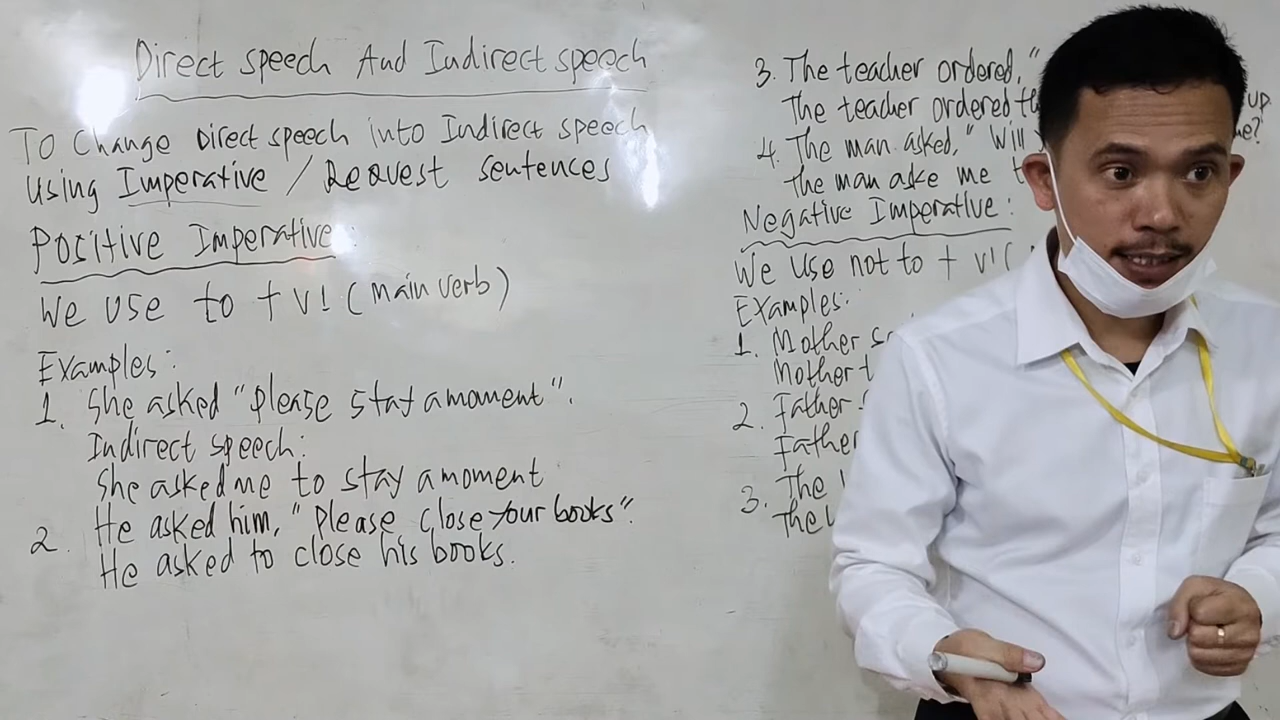 Direct speech And Indirect speech
To Change Direct speech into Indirect speech
Using Imperative / Request sentences
Positive Imperative:
We use to + v1 (main verb)
Examples:
1. She asked "Please stay a moment".
Indirect speech:
She asked me to stay a moment
2. He asked him, "Please close your books".
He asked to close his books.
3. The teacher ordered, "
The teacher ordered up.
4. The man asked, "Will me?
The man aske me
Negative Imperative:
We use not to + v1 (
Examples:
1. Mother
Mother
2. Father
Father
3. The
The